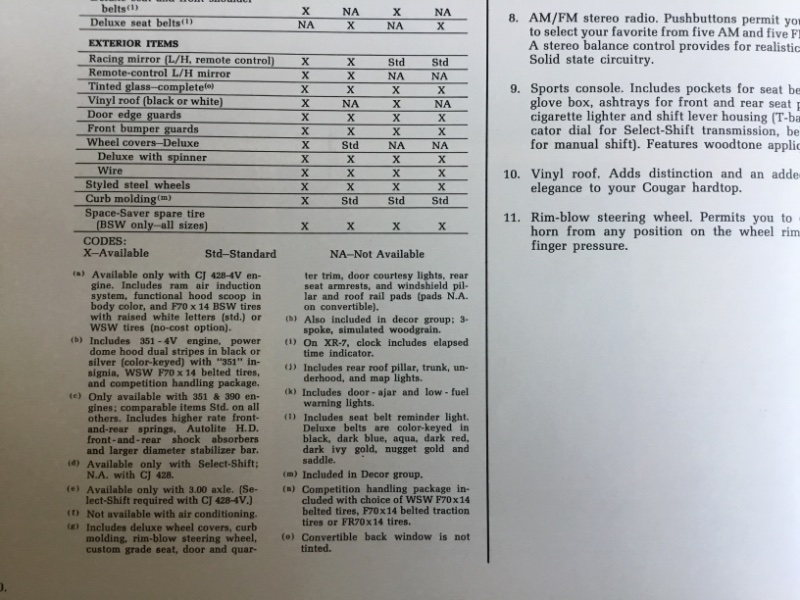 belts(1) X NA X NA
Deluxe seat belts(1) NA X NA X
EXTERIOR ITEMS
Racing mirror (L/H, remote control) X X Std Std
Remote-control L/H mirror X X NA NA
Tinted glass—complete(o) X X X X
Vinyl roof (black or white) X NA X NA
Door edge guards X X X X
Front bumper guards X X X X
Wheel covers—Deluxe X Std NA NA
Deluxe with spinner X X X X
Wire X X X X
Styled steel wheels X X X X
Curb molding(m) X Std Std Std
Space-Saver spare tire
(BSW only—all sizes) X X X X
CODES:
X—Available Std—Standard NA—Not Available
(a) Available only with CJ 428-4V en-
gine. Includes ram air induction
system, functional hood scoop in
body color, and F70 x 14 BSW tires
with raised white letters (std.) or
WSW tires (no-cost option).
(b) Includes 351-4V engine, power
dome hood dual stripes in black or
silver (color-keyed) with "351" in-
signia, WSW F70 x 14 belted tires,
and competition handling package.
(c) Only available with 351 & 390 en-
gines; comparable items Std. on all
others. Includes higher rate front-
and-rear springs, Autolite H.D.
front-and-rear shock absorbers
and larger diameter stabilizer bar.
(d) Available only with Select-Shift;
N.A. with CJ 428.
(e) Available only with 3.00 axle. (Se-
lect-Shift required with CJ 428-4V.)
(f) Not available with air conditioning.
(g) Includes deluxe wheel covers, curb
molding, rim-blow steering wheel,
custom grade seat, door and quar-
ter trim, door courtesy lights, rear
seat armrests, and windshield pil-
lar and roof rail pads (pads N.A.
on convertible).
(h) Also included in decor group; 3-
spoke, simulated woodgrain.
(i) On XR-7, clock includes elapsed
time indicator.
(j) Includes rear roof pillar, trunk, un-
derhood, and map lights.
(k) Includes door-ajar and low-fuel
warning lights.
(l) Includes seat belt reminder light.
Deluxe belts are color-keyed in
black, dark blue, aqua, dark red,
dark ivy gold, nugget gold and
saddle.
(m) Included in Decor group.
(n) Competition handling package in-
cluded with choice of WSW F70x14
belted tires, F70x14 belted traction
tires or FR70x14 tires.
(o) Convertible back window is not
tinted.
8. AM/FM stereo radio. Pushbuttons permit you
to select your favorite from five AM and five
A stereo balance control provides for realistic
Solid state circuitry.
9. Sports console. Includes pockets for seat
glove box, ashtrays for front and rear seat
cigarette lighter and shift lever housing
cator dial for Select-Shift transmission,
for manual shift). Features woodtone
10. Vinyl roof. Adds distinction and an
elegance to your Cougar hardtop.
11. Rim-blow steering wheel. Permits you to
horn from any position on the wheel rim
finger pressure.